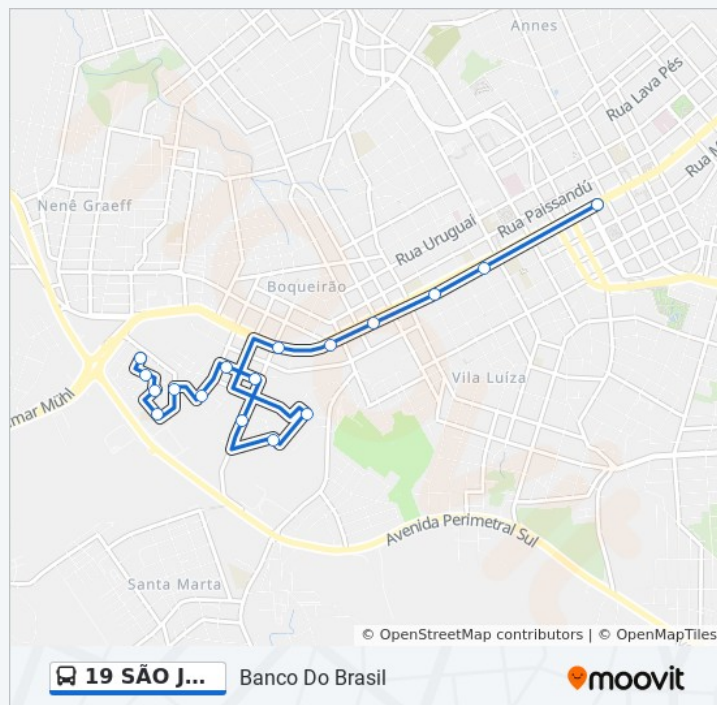 Annes
Rua Lava Pés
Rua M
Nenê Graeff
Rua Paissandú
Rua Uruguai
Boqueirão
Vila Luíza
mar Mühl
Avenida Perimetral Sul
Santa Marta
© OpenStreetMap contributors | © OpenMapTiles
19 SÃO J... Banco Do Brasil moovit